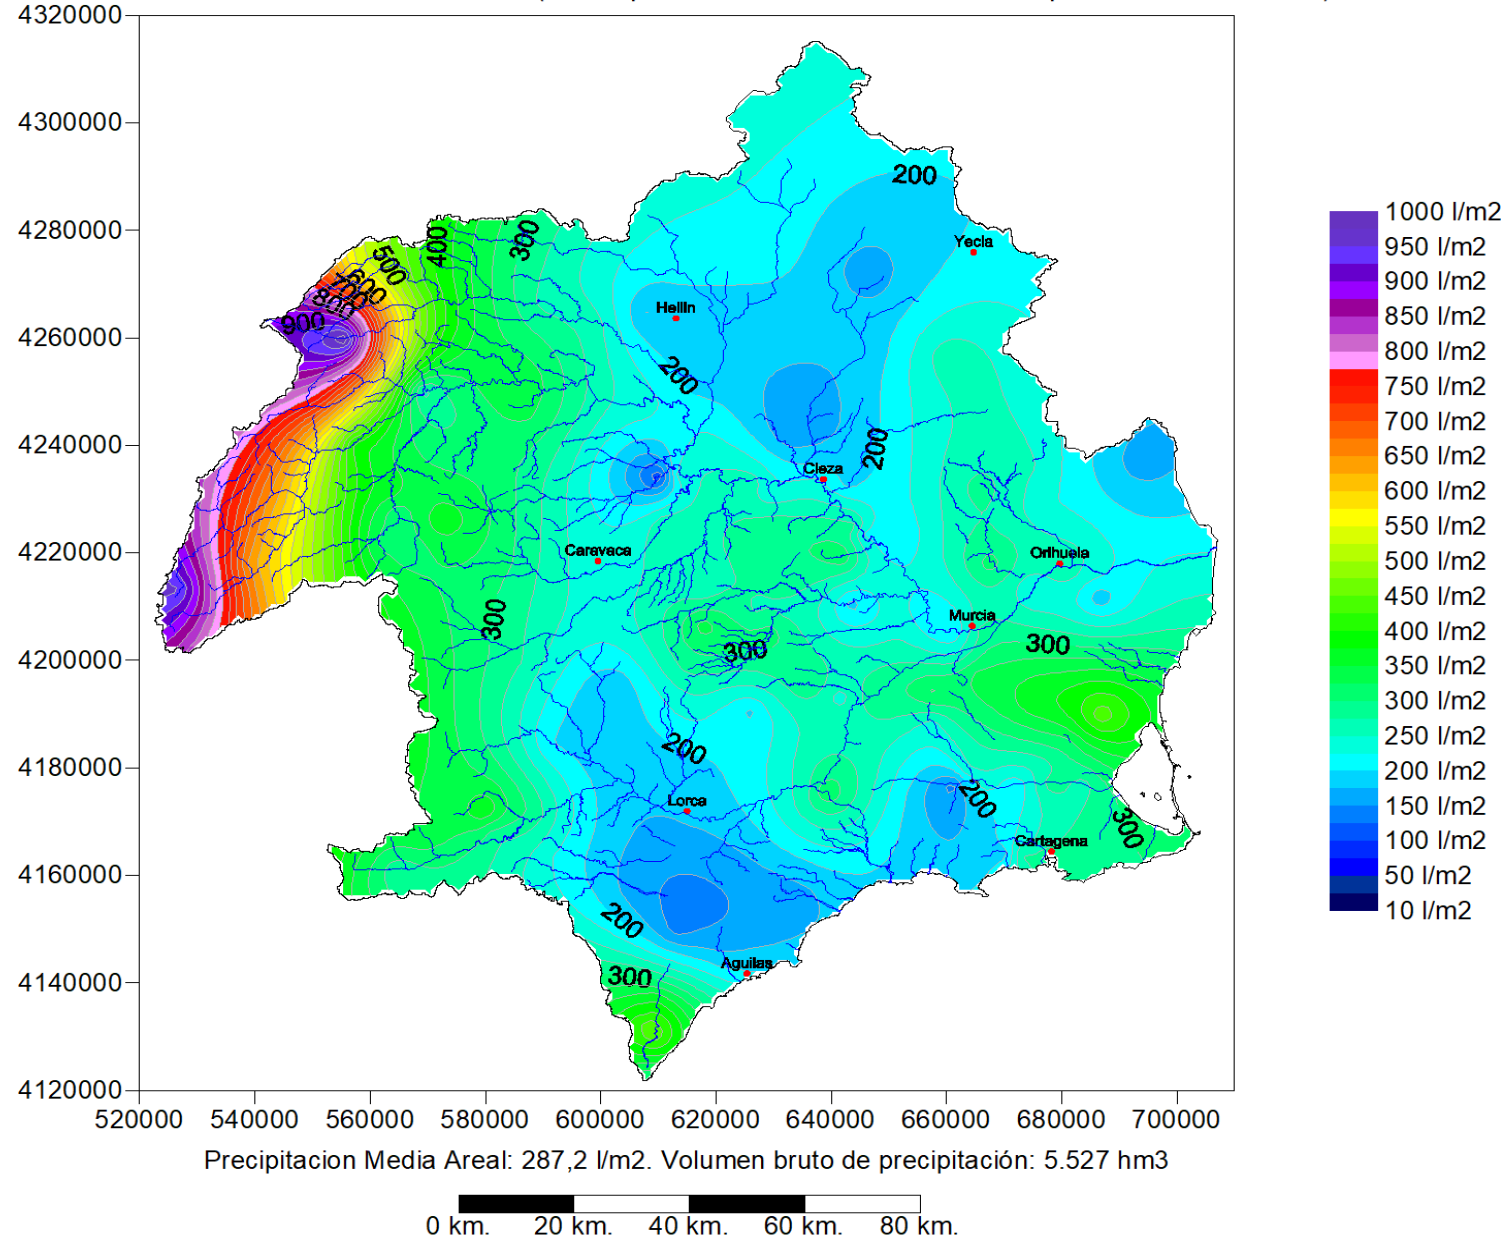 4320000
4300000
4280000
4260000
4240000
4220000
4200000
4180000
4160000
4140000
4120000
520000 540000 560000 580000 600000 620000 640000 660000 680000 700000
200
Yecla
300
400
500
600
700
800
900
Hellin
200
200
Cieza
Caravaca
Orihuela
300
Murcia
300
300
200
Lorca
200
Cartagena
300
200
Aguilas
300
1000 l/m2
950 l/m2
900 l/m2
850 l/m2
800 l/m2
750 l/m2
700 l/m2
650 l/m2
600 l/m2
550 l/m2
500 l/m2
450 l/m2
400 l/m2
350 l/m2
300 l/m2
250 l/m2
200 l/m2
150 l/m2
100 l/m2
50 l/m2
10 l/m2
Precipitacion Media Areal: 287,2 l/m2. Volumen bruto de precipitación: 5.527 hm3
0 km. 20 km. 40 km. 60 km. 80 km.